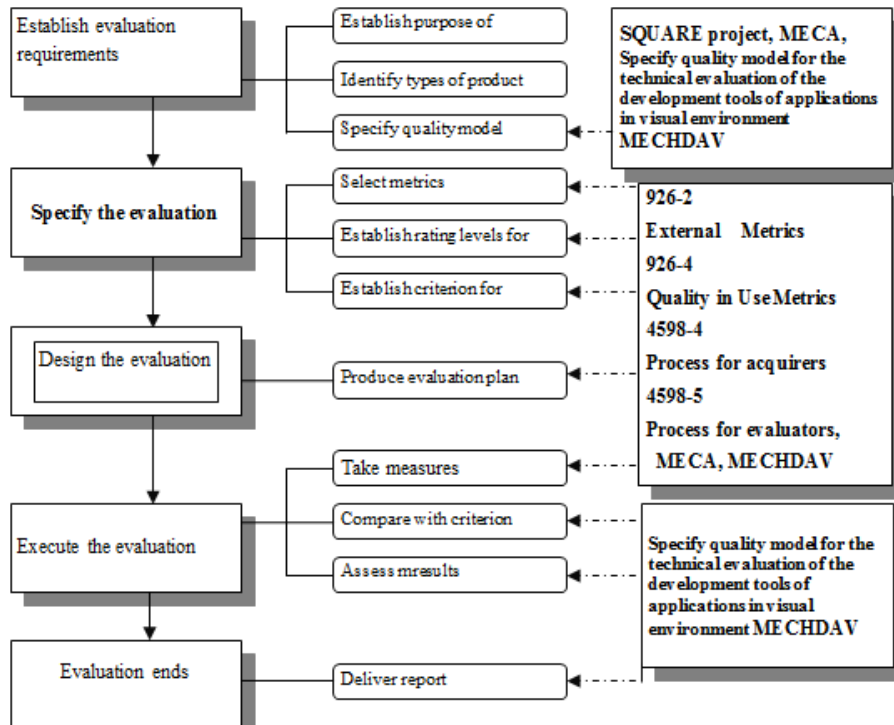 Establish evaluation
requirements
Establish purpose of
Identify types of product
Specify quality model
SQUARE project, MECA,
Specify quality model for the
technical evaluation of the
development tools of applications
in visual environment
MECHDAV
Specify the evaluation
Select metrics
Establish rating levels for
Establish criterion for
926-2
External Metrics
926-4
Quality in Use Metrics
4598-4
Process for acquirers
4598-5
Process for evaluators,
MECA, MECHDAV
Design the evaluation
Produce evaluation plan
Execute the evaluation
Take measures
Compare with criterion
Assess mresults
Specify quality model for the
technical evaluation of the
development tools of
applications in visual
environment MECHDAV
Evaluation ends
Deliver report